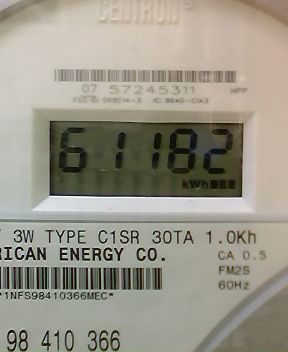 CENTRON
07 57245311 HPP
61182
kWh
3W TYPE C1SR 30TA 1.0Kh
RICAN ENERGY CO. CA 0.5
FM2S
*1NFS98410366MEC* 60Hz
98 410 366